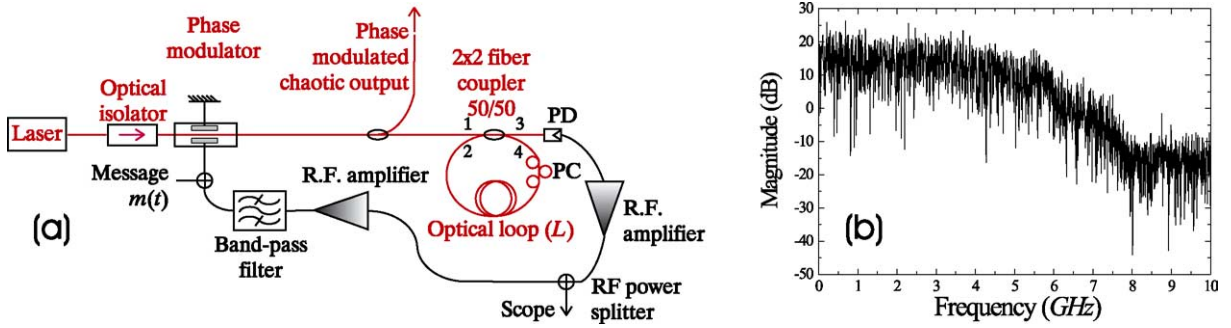 Phase
modulator
Phase
modulated
chaotic output
2x2 fiber
coupler
50/50
Optical
isolator
Laser
1
3
2
4
PD
PC
Message
m(t)
R.F. amplifier
R.F.
amplifier
Optical loop (L)
(a)
Band-pass
filter
Scope
RF power
splitter
30
20
10
0
-10
-20
-30
-40
-50
Magnitude (dB)
(b)
0 1 2 3 4 5 6 7 8 9 10
Frequency (GHz)